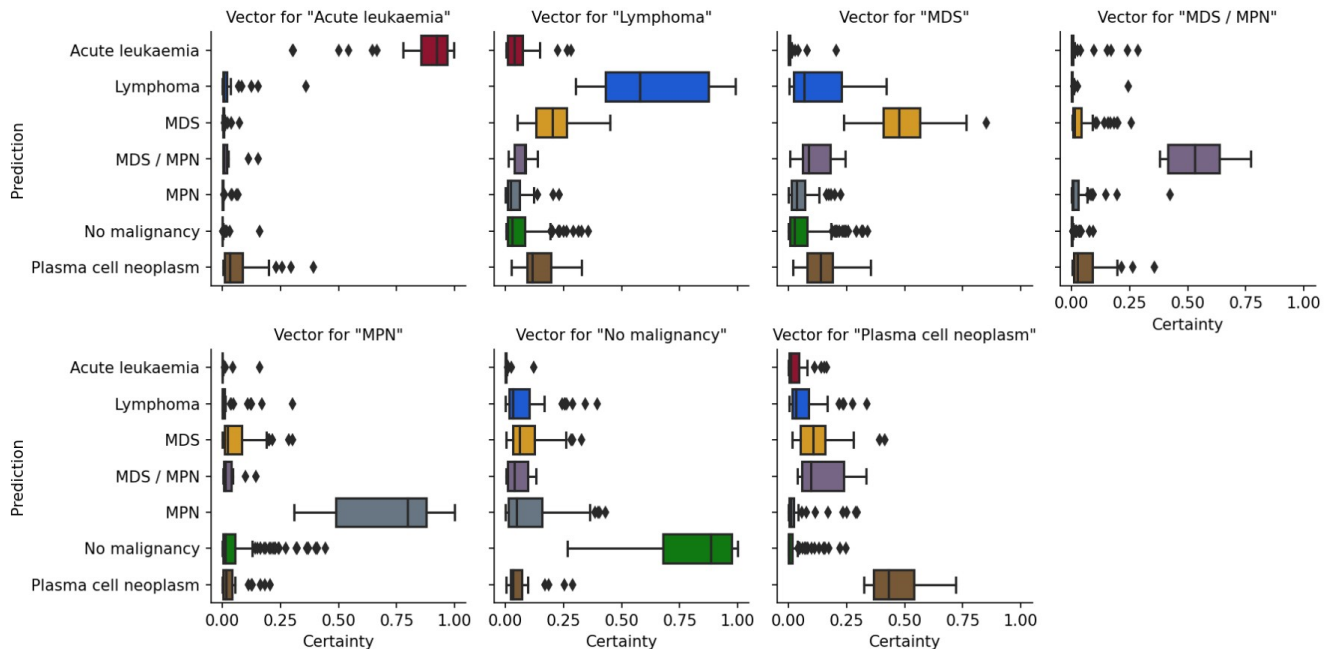 Vector for "Acute leukaemia"
Vector for "Lymphoma"
Vector for "MDS"
Vector for "MDS / MPN"
Prediction
Acute leukaemia
Lymphoma
MDS
MDS / MPN
MPN
No malignancy
Plasma cell neoplasm
0.00 0.25 0.50 0.75 1.00
Certainty
Vector for "MPN"
Vector for "No malignancy"
Vector for "Plasma cell neoplasm"
Prediction
Acute leukaemia
Lymphoma
MDS
MDS / MPN
MPN
No malignancy
Plasma cell neoplasm
0.00 0.25 0.50 0.75 1.00
Certainty
0.00 0.25 0.50 0.75 1.00
Certainty
0.00 0.25 0.50 0.75 1.00
Certainty